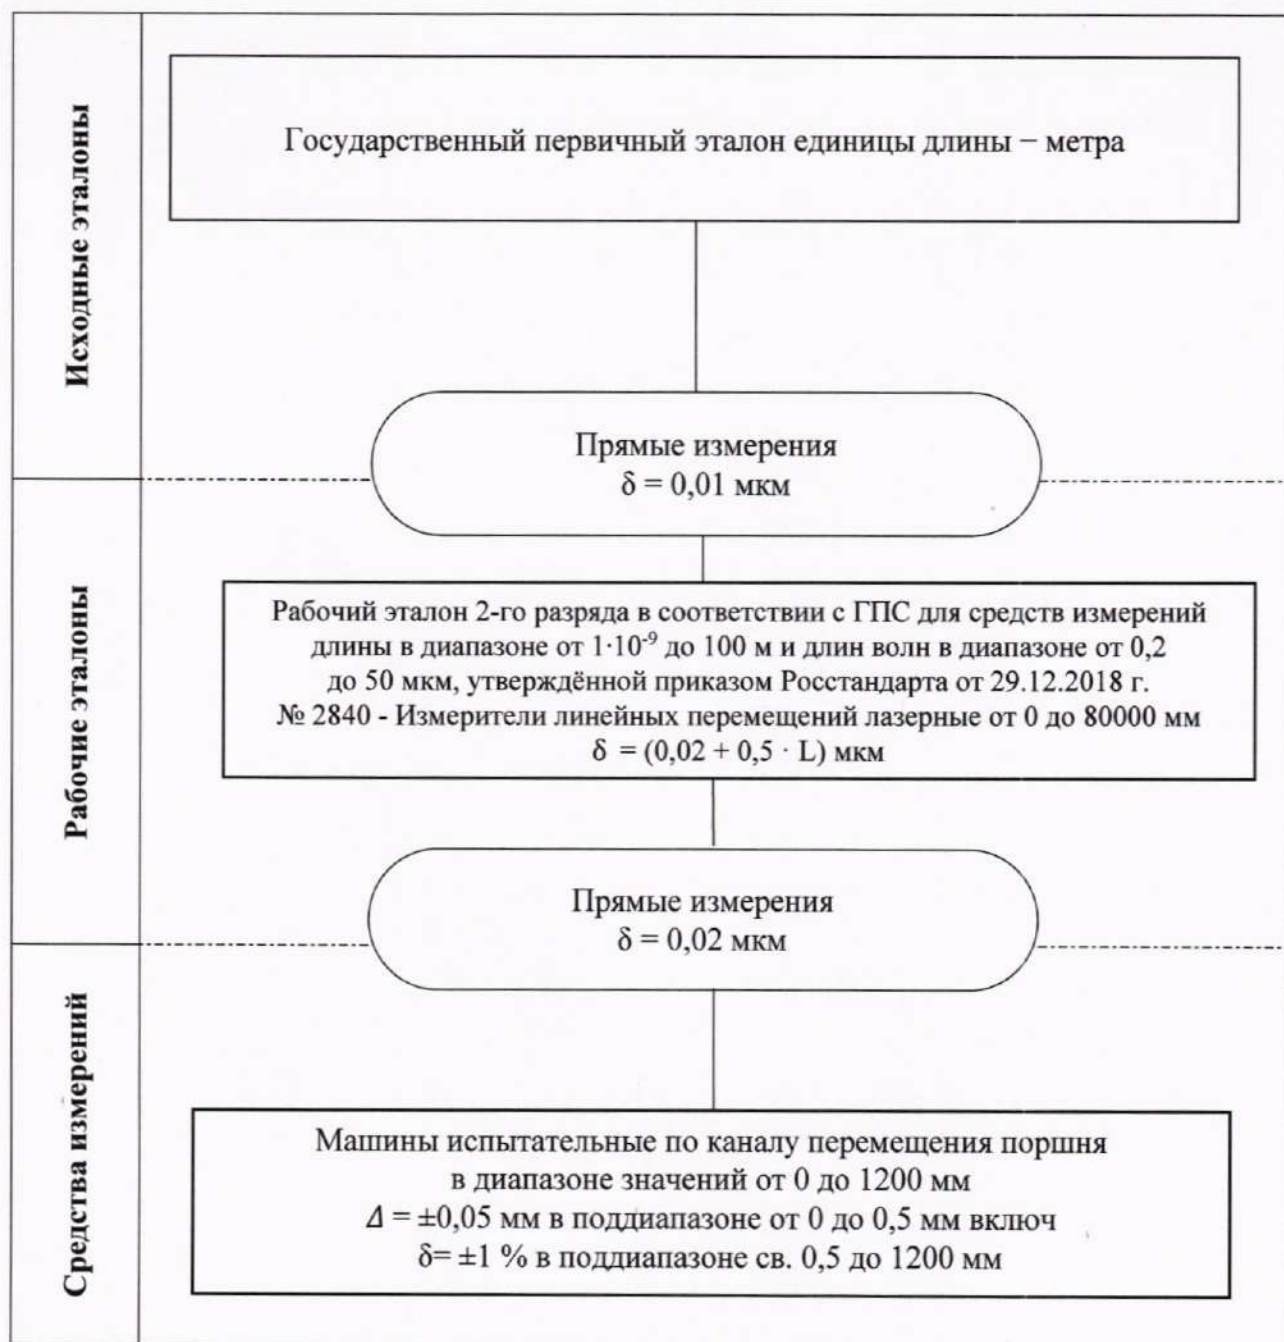 Исходные эталоны
Государственный первичный эталон единицы длины − метра
Прямые измерения
δ = 0,01 мкм
Рабочие эталоны
Рабочий эталон 2-го разряда в соответствии с ГПС для средств измерений
длины в диапазоне от 1·10⁻⁹ до 100 м и длин волн в диапазоне от 0,2
до 50 мкм, утверждённой приказом Росстандарта от 29.12.2018 г.
№ 2840 - Измерители линейных перемещений лазерные от 0 до 80000 мм
δ = (0,02 + 0,5 · L) мкм
Прямые измерения
δ = 0,02 мкм
Средства измерений
Машины испытательные по каналу перемещения поршня
в диапазоне значений от 0 до 1200 мм
Δ = ±0,05 мм в поддиапазоне от 0 до 0,5 мм включ
δ= ±1 % в поддиапазоне св. 0,5 до 1200 мм